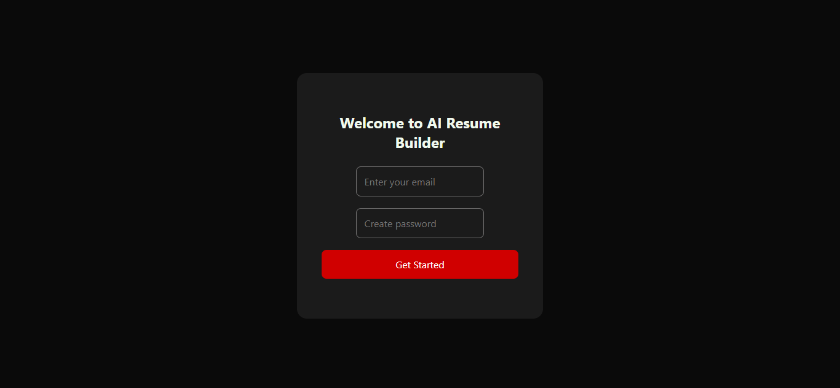 Welcome to AI Resume
Builder
Enter your email
Create password
Get Started